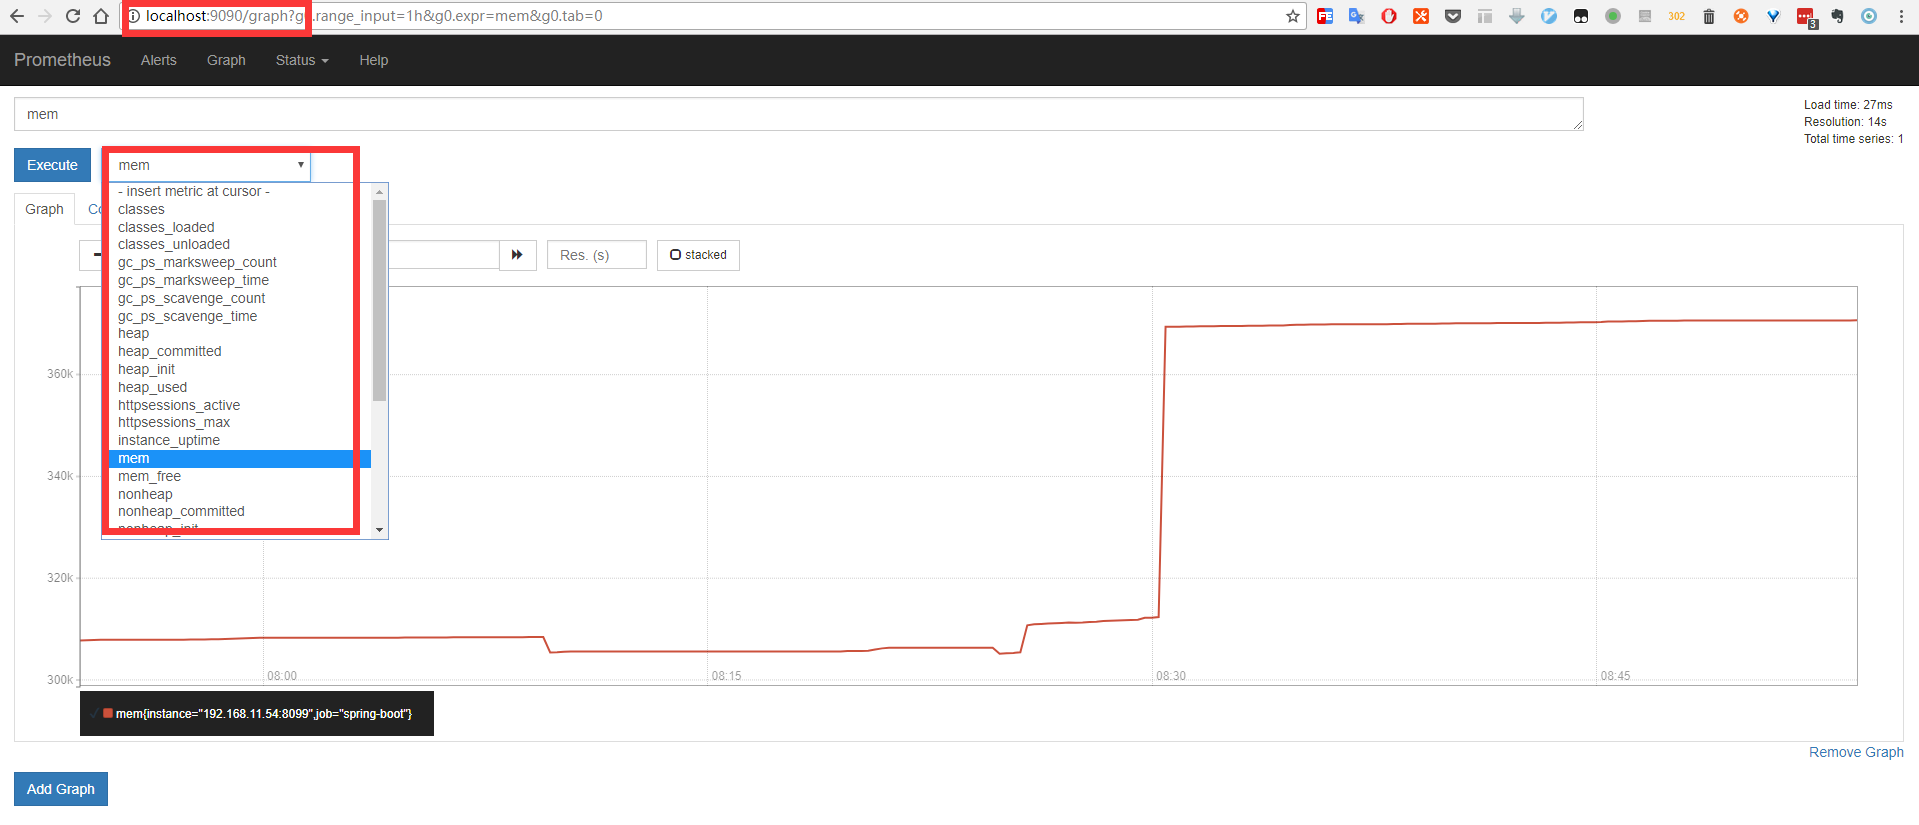 localhost:9090/graph?g0.range_input=1h&g0.expr=mem&g0.tab=0
302
3
Prometheus Alerts Graph Status Help
mem
Load time: 27ms
Resolution: 14s
Total time series: 1
Execute
mem
- insert metric at cursor -
classes
classes_loaded
classes_unloaded
gc_ps_marksweep_count
gc_ps_marksweep_time
gc_ps_scavenge_count
gc_ps_scavenge_time
heap
heap_committed
heap_init
heap_used
httpsessions_active
httpsessions_max
instance_uptime
mem
mem_free
nonheap
nonheap_committed
nonheap_init
Graph
Res. (s)
stacked
360k
340k
320k
300k
08:00
08:15
08:30
08:45
mem{instance="192.168.11.54:8099",job="spring-boot"}
Remove Graph
Add Graph